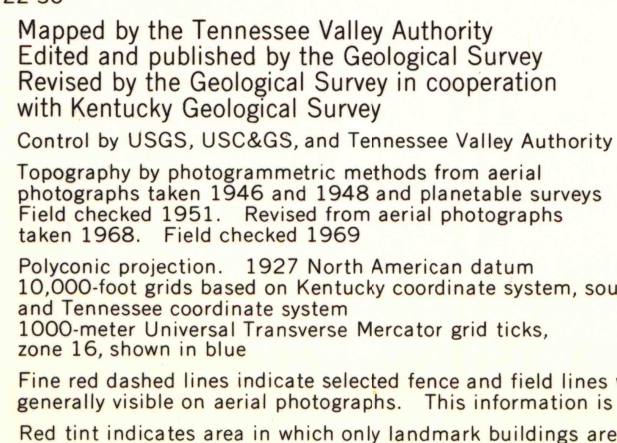 Mapped by the Tennessee Valley Authority
Edited and published by the Geological Survey
Revised by the Geological Survey in cooperation
with Kentucky Geological Survey
Control by USGS, USC&GS, and Tennessee Valley Authority
Topography by photogrammetric methods from aerial
photographs taken 1946 and 1948 and planetable surveys
Field checked 1951. Revised from aerial photographs
taken 1968. Field checked 1969
Polyconic projection. 1927 North American datum
10,000-foot grids based on Kentucky coordinate system, sou
and Tennessee coordinate system
1000-meter Universal Transverse Mercator grid ticks,
zone 16, shown in blue
Fine red dashed lines indicate selected fence and field lines
generally visible on aerial photographs. This information is
Red tint indicates area in which only landmark buildings are